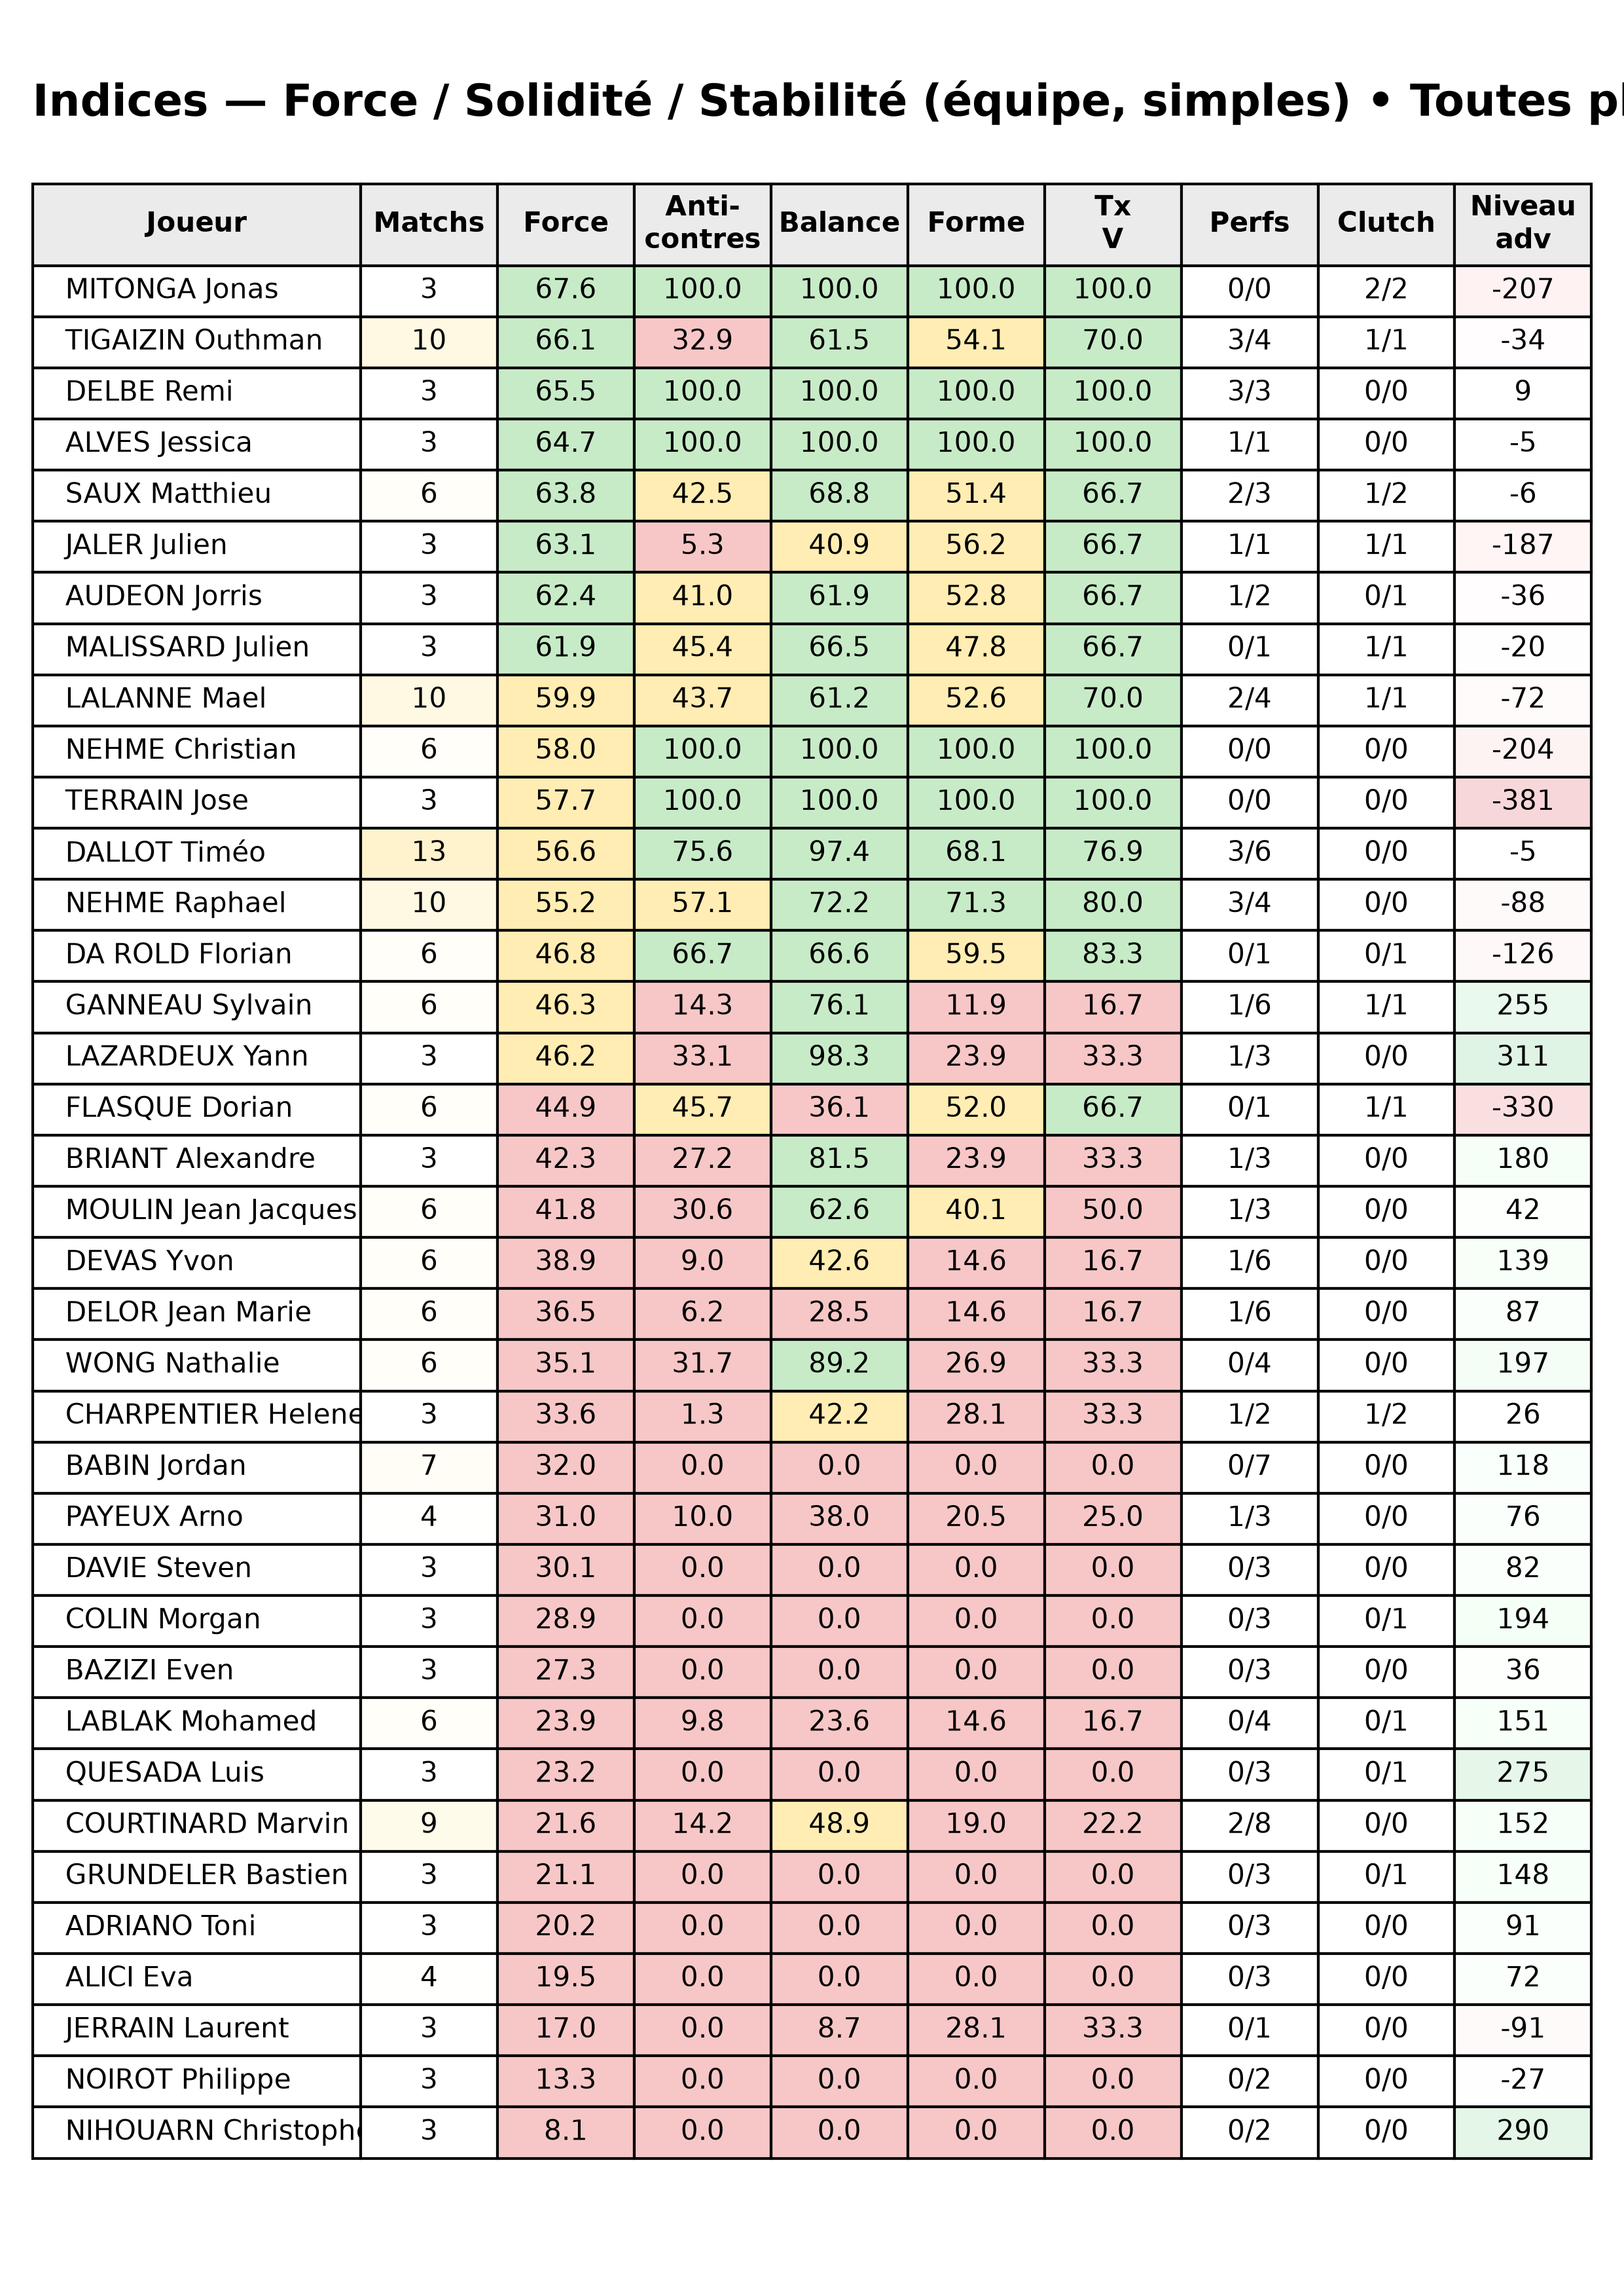 Indices — Force / Solidité / Stabilité (équipe, simples) • Toutes pl
Joueur Matchs Force Anti-contres Balance Forme Tx V Perfs Clutch Niveau adv
MITONGA Jonas 3 67.6 100.0 100.0 100.0 100.0 0/0 2/2 -207
TIGAIZIN Outhman 10 66.1 32.9 61.5 54.1 70.0 3/4 1/1 -34
DELBE Remi 3 65.5 100.0 100.0 100.0 100.0 3/3 0/0 9
ALVES Jessica 3 64.7 100.0 100.0 100.0 100.0 1/1 0/0 -5
SAUX Matthieu 6 63.8 42.5 68.8 51.4 66.7 2/3 1/2 -6
JALER Julien 3 63.1 5.3 40.9 56.2 66.7 1/1 1/1 -187
AUDEON Jorris 3 62.4 41.0 61.9 52.8 66.7 1/2 0/1 -36
MALISSARD Julien 3 61.9 45.4 66.5 47.8 66.7 0/1 1/1 -20
LALANNE Mael 10 59.9 43.7 61.2 52.6 70.0 2/4 1/1 -72
NEHME Christian 6 58.0 100.0 100.0 100.0 100.0 0/0 0/0 -204
TERRAIN Jose 3 57.7 100.0 100.0 100.0 100.0 0/0 0/0 -381
DALLOT Timéo 13 56.6 75.6 97.4 68.1 76.9 3/6 0/0 -5
NEHME Raphael 10 55.2 57.1 72.2 71.3 80.0 3/4 0/0 -88
DA ROLD Florian 6 46.8 66.7 66.6 59.5 83.3 0/1 0/1 -126
GANNEAU Sylvain 6 46.3 14.3 76.1 11.9 16.7 1/6 1/1 255
LAZARDEUX Yann 3 46.2 33.1 98.3 23.9 33.3 1/3 0/0 311
FLASQUE Dorian 6 44.9 45.7 36.1 52.0 66.7 0/1 1/1 -330
BRIANT Alexandre 3 42.3 27.2 81.5 23.9 33.3 1/3 0/0 180
MOULIN Jean Jacques 6 41.8 30.6 62.6 40.1 50.0 1/3 0/0 42
DEVAS Yvon 6 38.9 9.0 42.6 14.6 16.7 1/6 0/0 139
DELOR Jean Marie 6 36.5 6.2 28.5 14.6 16.7 1/6 0/0 87
WONG Nathalie 6 35.1 31.7 89.2 26.9 33.3 0/4 0/0 197
CHARPENTIER Helene 3 33.6 1.3 42.2 28.1 33.3 1/2 1/2 26
BABIN Jordan 7 32.0 0.0 0.0 0.0 0.0 0/7 0/0 118
PAYEUX Arno 4 31.0 10.0 38.0 20.5 25.0 1/3 0/0 76
DAVIE Steven 3 30.1 0.0 0.0 0.0 0.0 0/3 0/0 82
COLIN Morgan 3 28.9 0.0 0.0 0.0 0.0 0/3 0/1 194
BAZIZI Even 3 27.3 0.0 0.0 0.0 0.0 0/3 0/0 36
LABLAK Mohamed 6 23.9 9.8 23.6 14.6 16.7 0/4 0/1 151
QUESADA Luis 3 23.2 0.0 0.0 0.0 0.0 0/3 0/1 275
COURTINARD Marvin 9 21.6 14.2 48.9 19.0 22.2 2/8 0/0 152
GRUNDELER Bastien 3 21.1 0.0 0.0 0.0 0.0 0/3 0/1 148
ADRIANO Toni 3 20.2 0.0 0.0 0.0 0.0 0/3 0/0 91
ALICI Eva 4 19.5 0.0 0.0 0.0 0.0 0/3 0/0 72
JERRAIN Laurent 3 17.0 0.0 8.7 28.1 33.3 0/1 0/0 -91
NOIROT Philippe 3 13.3 0.0 0.0 0.0 0.0 0/2 0/0 -27
NIHOUARN Christophe 3 8.1 0.0 0.0 0.0 0.0 0/2 0/0 290